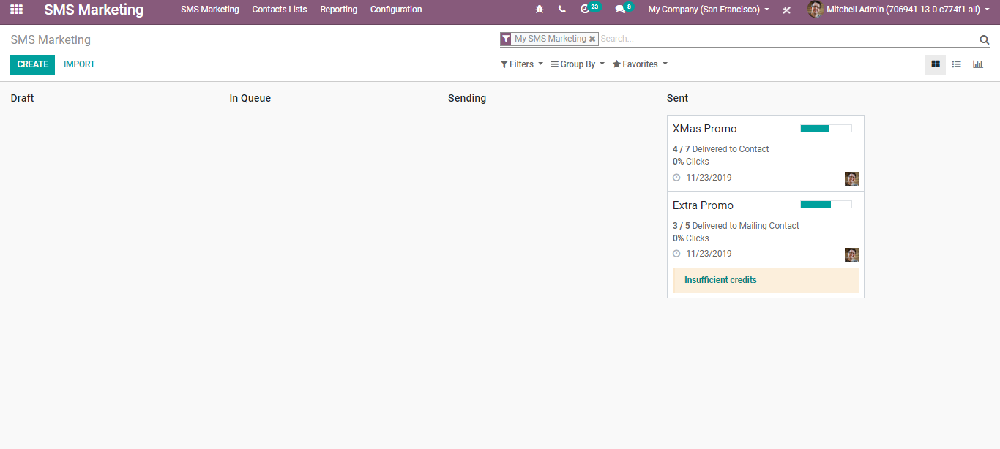 SMS Marketing SMS Marketing Contacts Lists Reporting Configuration 23 8 My Company (San Francisco) Mitchell Admin (706941-13-0-c774f1-all)
SMS Marketing My SMS Marketing Search...
CREATE IMPORT Filters Group By Favorites
Draft In Queue Sending Sent
XMas Promo
4 / 7 Delivered to Contact
0% Clicks
11/23/2019
Extra Promo
3 / 5 Delivered to Mailing Contact
0% Clicks
11/23/2019
Insufficient credits